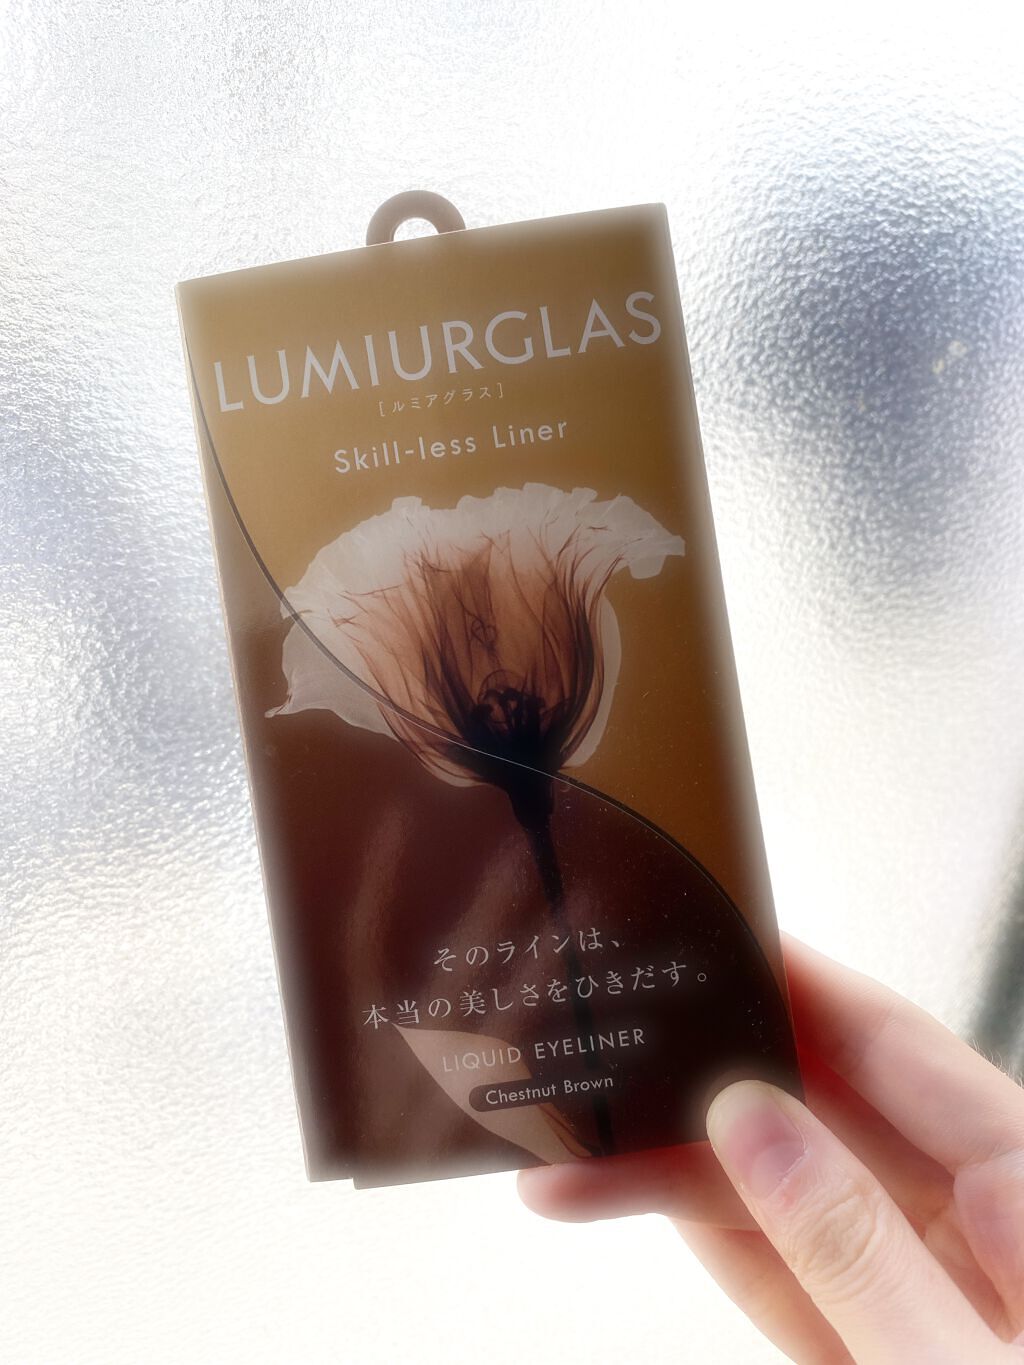 LUMIURGLAS
[ルミアグラス]
Skill-less Liner
そのラインは、
本当の美しさをひきだす。
LIQUID EYELINER
Chestnut Brown